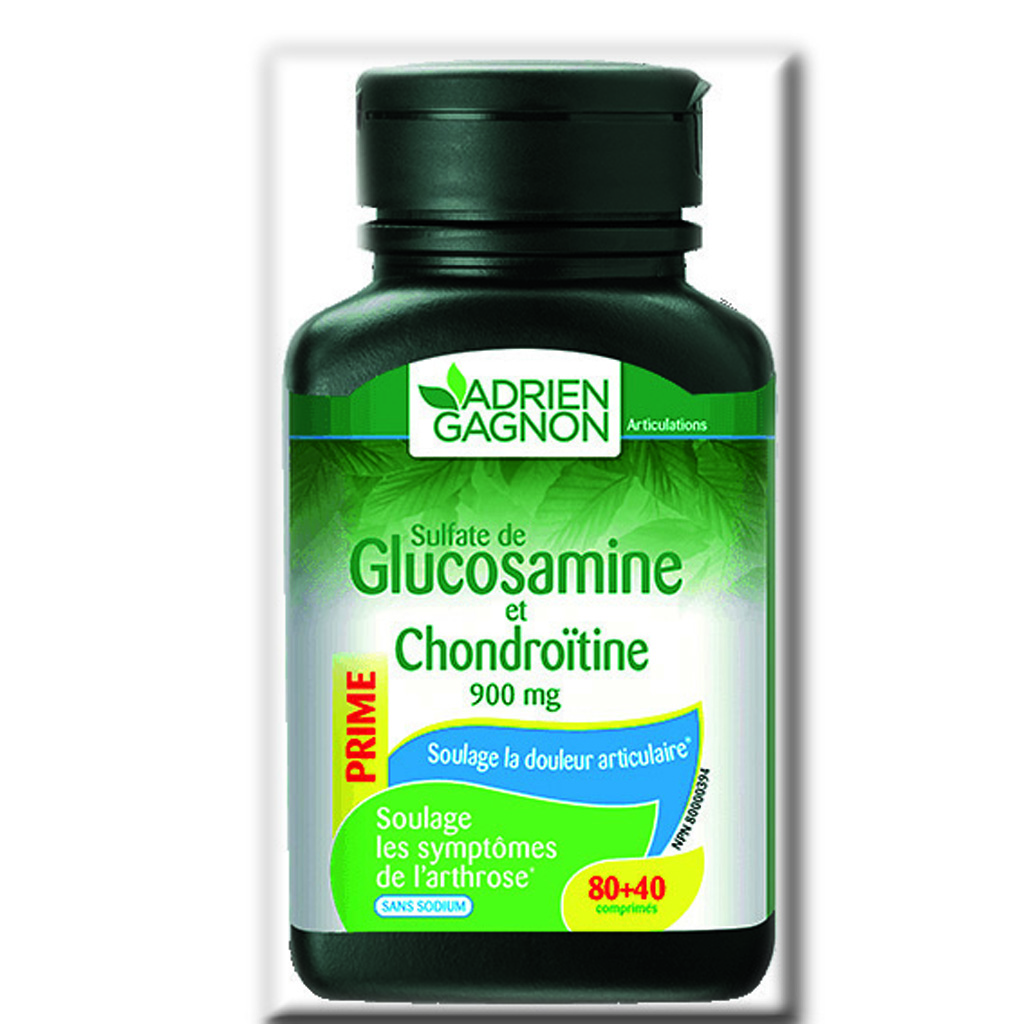 ADRIEN
GAGNON
Articulations
Sulfate de
Glucosamine
et
Chondroïtine
900 mg
PRIME
Soulage la douleur articulaire*
NPN 80000394
Soulage
les symptômes
de l'arthrose*
SANS SODIUM
80+40
comprimés